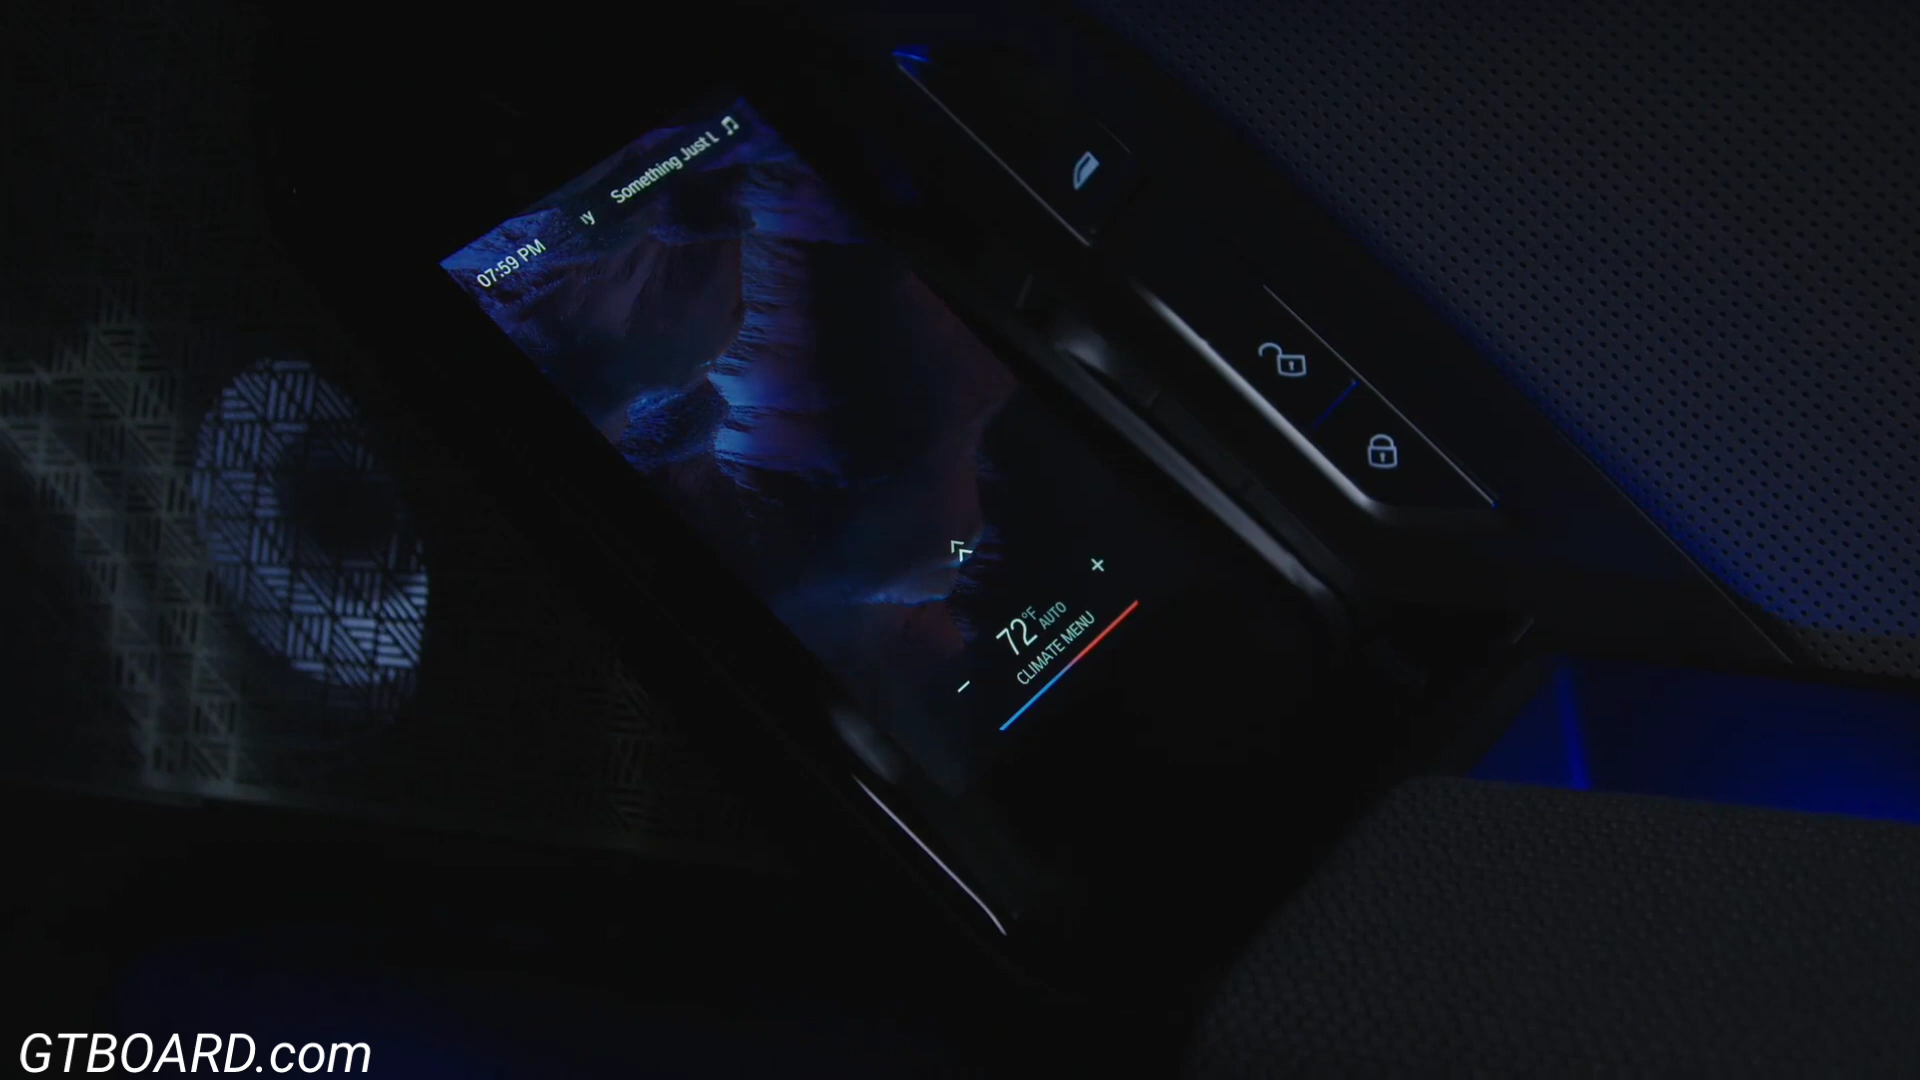 07:59 PM
Something Just L
72°F
AUTO
CLIMATE MENU
GTBOARD.com